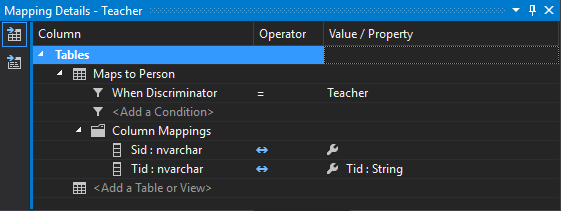 Mapping Details - Teacher
Column Operator Value / Property
Tables
Maps to Person
When Discriminator = Teacher
<Add a Condition>
Column Mappings
Sid : nvarchar
Tid : nvarchar Tid : String
<Add a Table or View>